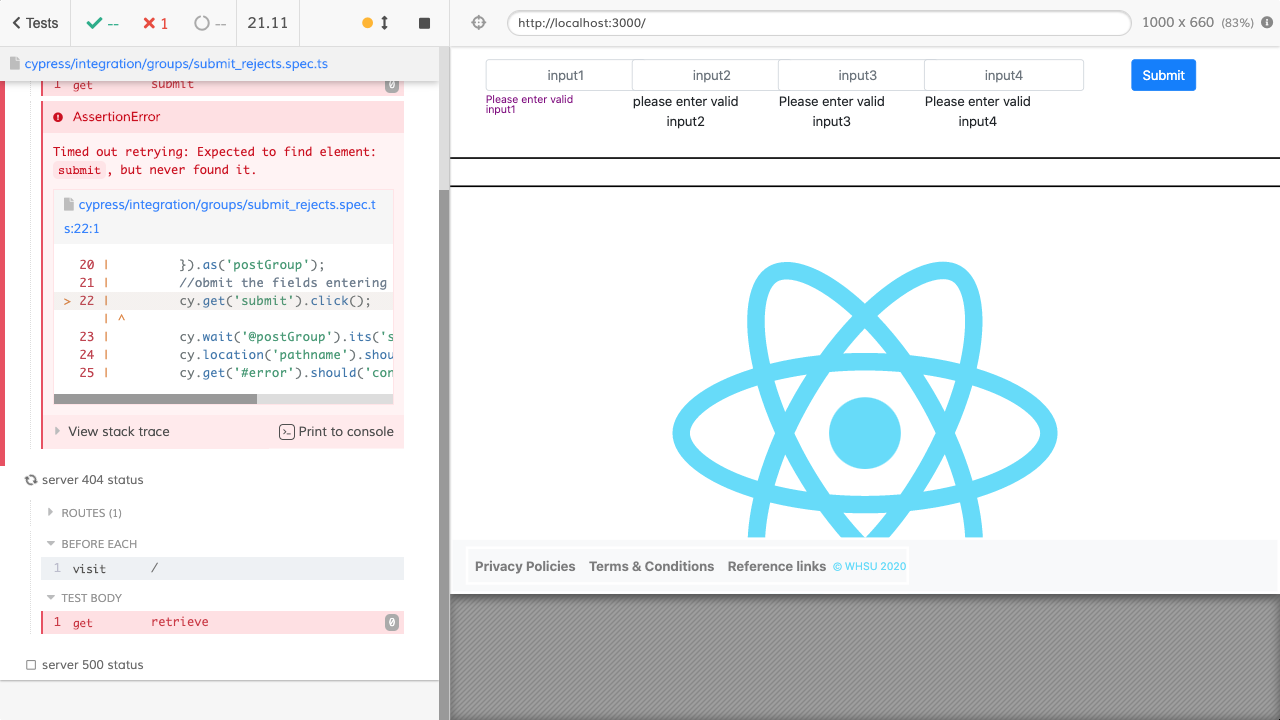 Tests
--
1
--
21.11
http://localhost:3000/
1000 x 660 (83%)
cypress/integration/groups/submit_rejects.spec.ts
1 get submit 0
AssertionError
Timed out retrying: Expected to find element:
submit, but never found it.
cypress/integration/groups/submit_rejects.spec.t
s:22:1
20 | }).as('postGroup');
21 | //obmit the fields entering
> 22 | cy.get('submit').click();
| ^
23 | cy.wait('@postGroup').its('s
24 | cy.location('pathname').shou
25 | cy.get('#error').should('con
View stack trace
Print to console
server 404 status
ROUTES (1)
BEFORE EACH
1 visit /
TEST BODY
1 get retrieve 0
server 500 status
input1 input2 input3 input4 Submit
Please enter valid
input1
please enter valid
input2
Please enter valid
input3
Please enter valid
input4
Privacy Policies Terms & Conditions Reference links © WHSU 2020